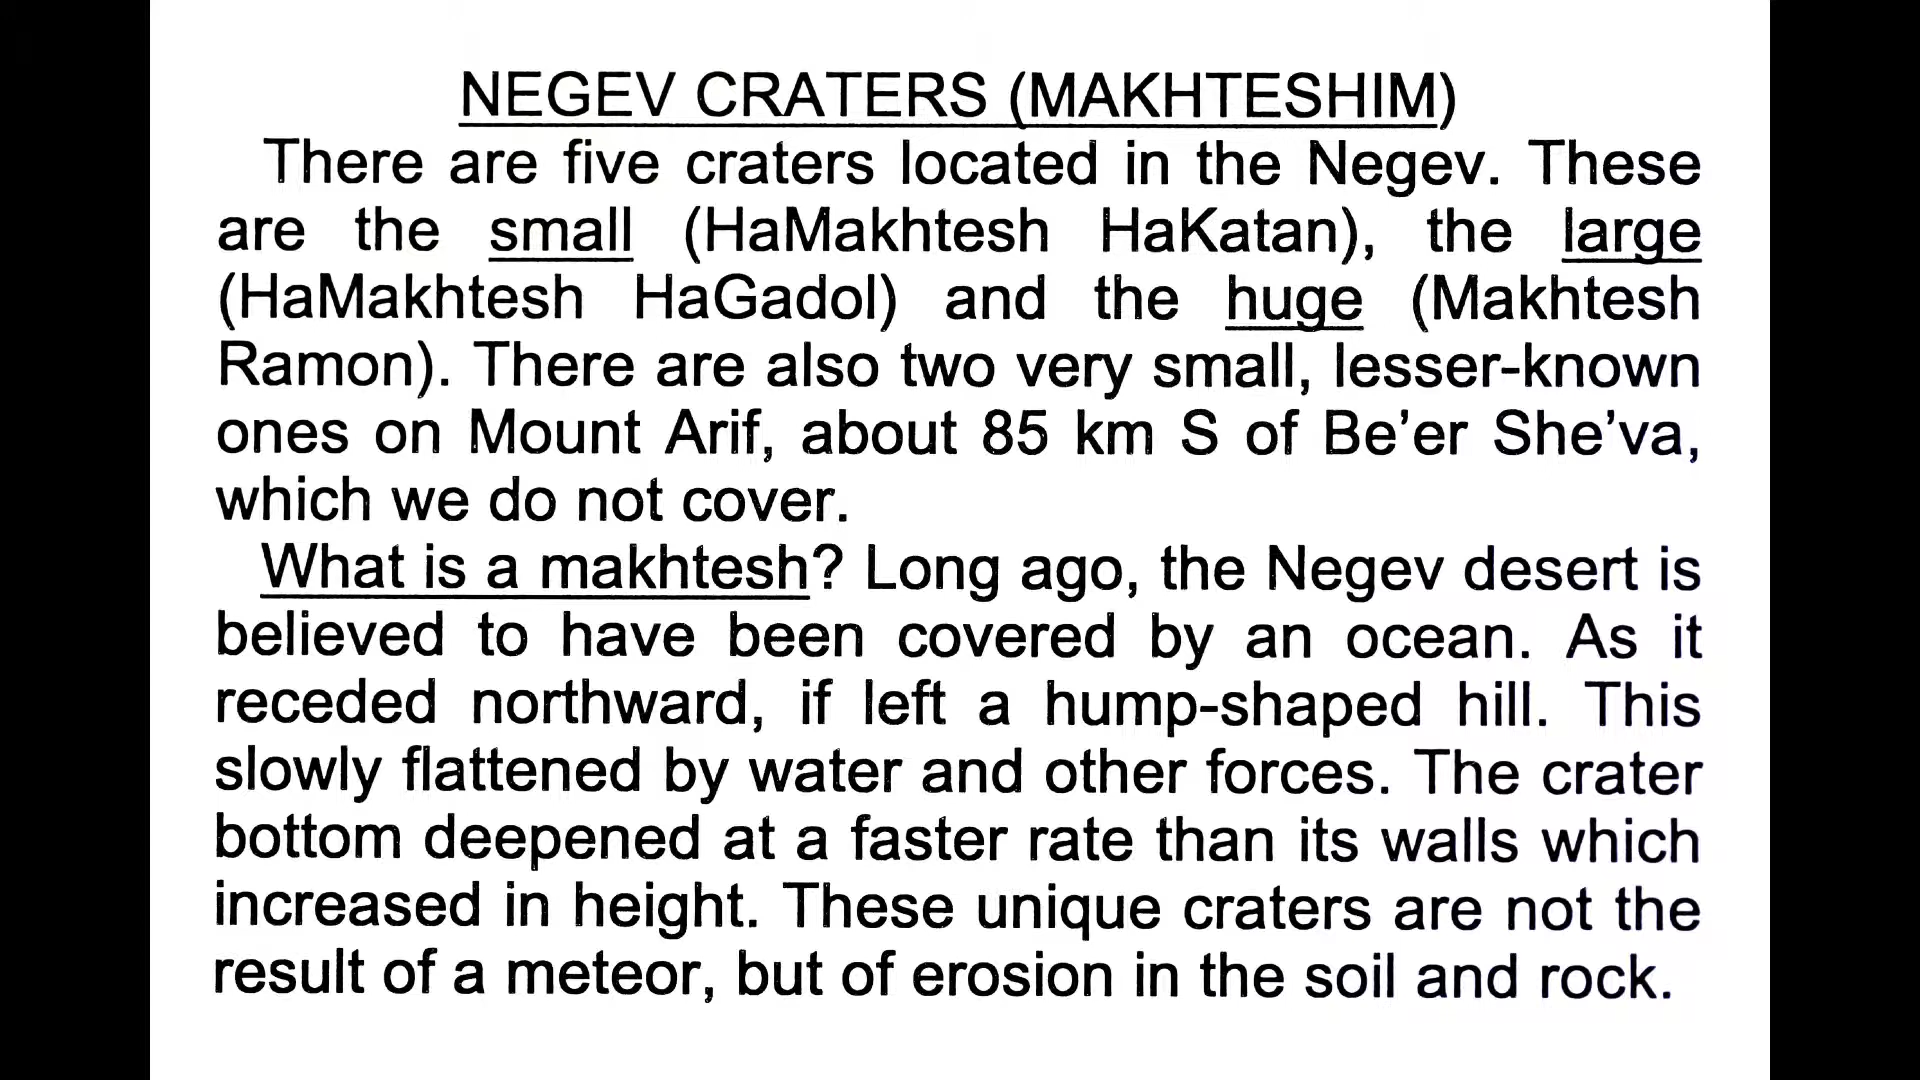 NEGEV CRATERS (MAKHTESHIM)
There are five craters located in the Negev. These
are the small (HaMakhtesh HaKatan), the large
(HaMakhtesh HaGadol) and the huge (Makhtesh
Ramon). There are also two very small, lesser-known
ones on Mount Arif, about 85 km S of Be’er She’va,
which we do not cover.
What is a makhtesh? Long ago, the Negev desert is
believed to have been covered by an ocean. As it
receded northward, if left a hump-shaped hill. This
slowly flattened by water and other forces. The crater
bottom deepened at a faster rate than its walls which
increased in height. These unique craters are not the
result of a meteor, but of erosion in the soil and rock.